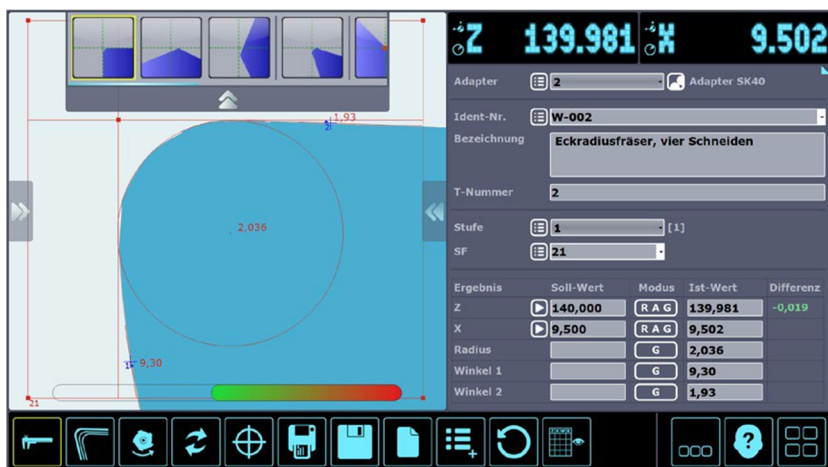 Z 139.981 X 9.502
Adapter 2 Adapter SK40
Ident-Nr. W-002
Bezeichnung Eckradiusfräser, vier Schneiden
T-Nummer 2
Stufe 1 [1]
SF 21
Ergebnis Soll-Wert Modus Ist-Wert Differenz
Z 140,000 R A G 139,981 -0,019
X 9,500 R A G 9,502
Radius G 2,036
Winkel 1 G 9,30
Winkel 2 G 1,93
1,93
2
2,036
1 9,30
21
?